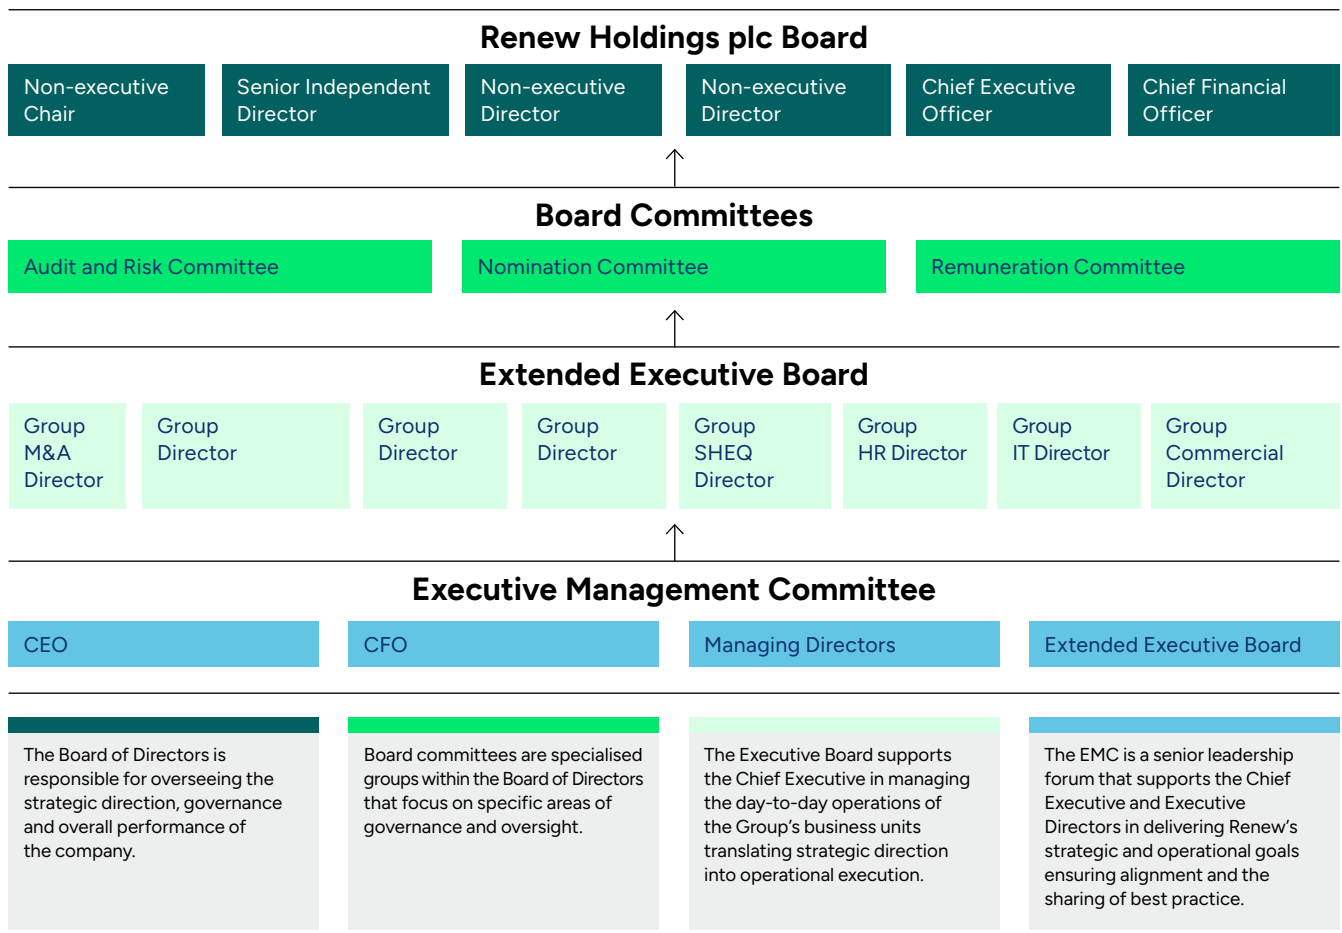 Renew Holdings plc Board
Non-executive
Chair
Senior Independent
Director
Non-executive
Director
Non-executive
Director
Chief Executive
Officer
Chief Financial
Officer
Board Committees
Audit and Risk Committee
Nomination Committee
Remuneration Committee
Extended Executive Board
Group
M&A
Director
Group
Director
Group
Director
Group
Director
Group
SHEQ
Director
Group
HR Director
Group
IT Director
Group
Commercial
Director
Executive Management Committee
CEO
CFO
Managing Directors
Extended Executive Board
The Board of Directors is
responsible for overseeing the
strategic direction, governance
and overall performance of
the company.
Board committees are specialised
groups within the Board of Directors
that focus on specific areas of
governance and oversight.
The Executive Board supports
the Chief Executive in managing
the day-to-day operations of
the Group’s business units
translating strategic direction
into operational execution.
The EMC is a senior leadership
forum that supports the Chief
Executive and Executive
Directors in delivering Renew’s
strategic and operational goals
ensuring alignment and the
sharing of best practice.